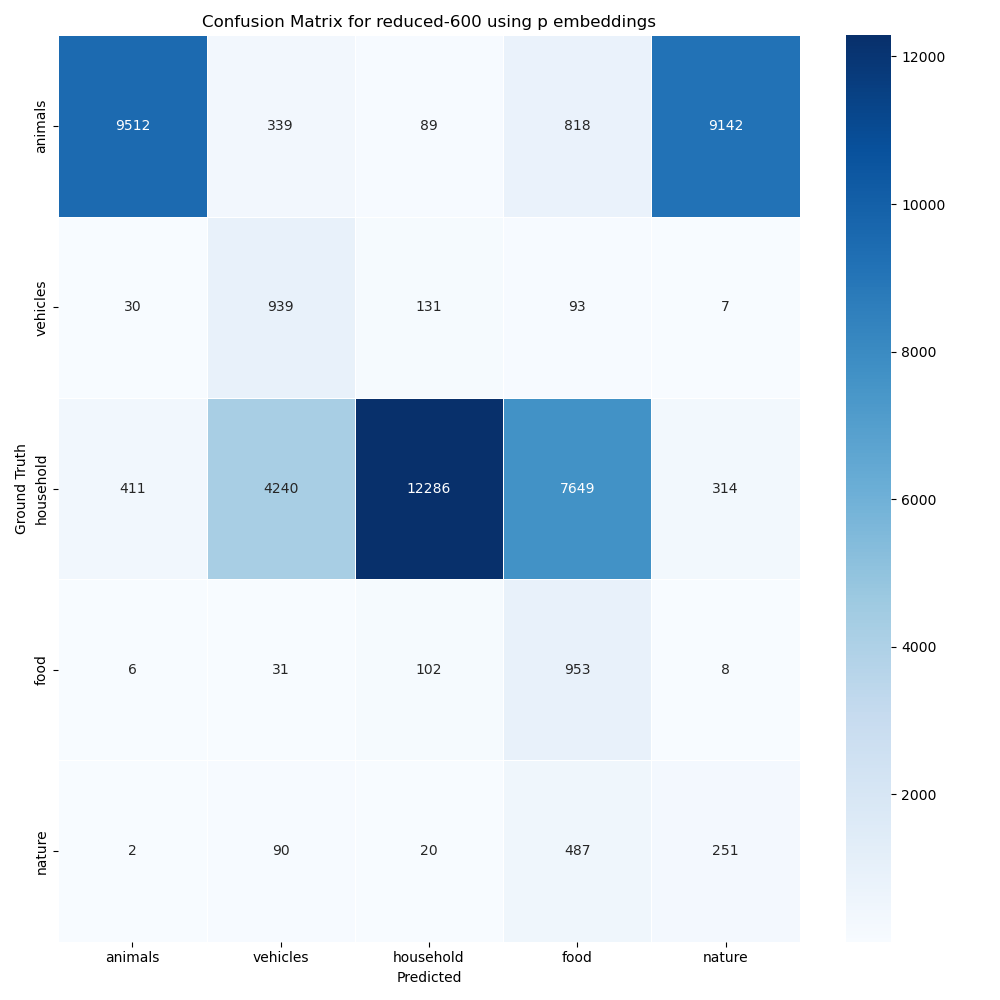 Confusion Matrix for reduced-600 using p embeddings
animals 9512 339 89 818 9142
vehicles 30 939 131 93 7
household 411 4240 12286 7649 314
food 6 31 102 953 8
nature 2 90 20 487 251
Ground Truth
animals vehicles household food nature
Predicted
12000
10000
8000
6000
4000
2000